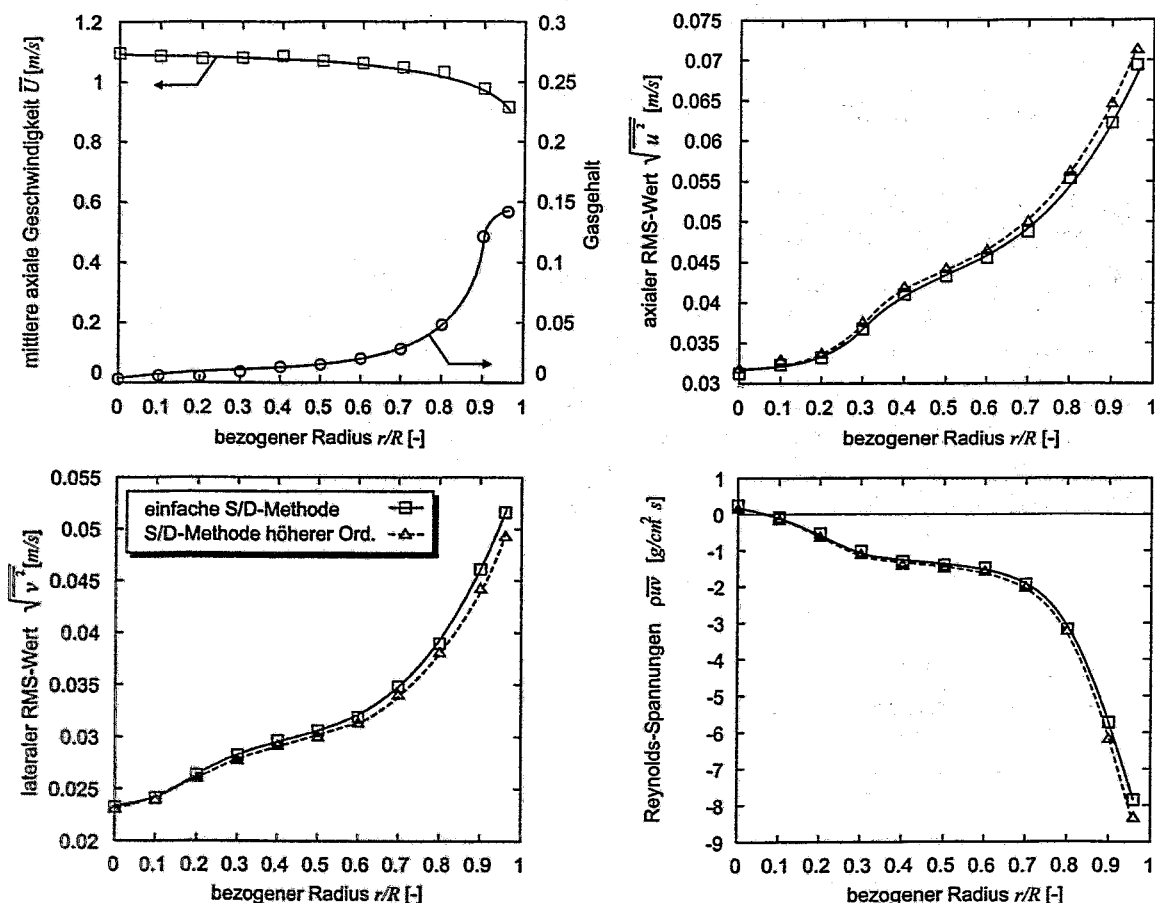 mittlere axiale Geschwindigkeit U̅ [m/s]
1.2
1
0.8
0.6
0.4
0.2
0
0.3
0.25
0.2
0.15
0.1
0.05
0
Gasgehalt
0 0.1 0.2 0.3 0.4 0.5 0.6 0.7 0.8 0.9 1
bezogener Radius r/R [-]
axialer RMS-Wert √u̅² [m/s]
0.075
0.07
0.065
0.06
0.055
0.05
0.045
0.04
0.035
0.03
0 0.1 0.2 0.3 0.4 0.5 0.6 0.7 0.8 0.9 1
bezogener Radius r/R [-]
lateraler RMS-Wert √v̅² [m/s]
0.055
0.05
0.045
0.04
0.035
0.03
0.025
0.02
einfache S/D-Methode
S/D-Methode höherer Ord.
0 0.1 0.2 0.3 0.4 0.5 0.6 0.7 0.8 0.9 1
bezogener Radius r/R [-]
Reynolds-Spannungen ρu̅v̅ [g/cm² s]
1
0
-1
-2
-3
-4
-5
-6
-7
-8
-9
0 0.1 0.2 0.3 0.4 0.5 0.6 0.7 0.8 0.9 1
bezogener Radius r/R [-]